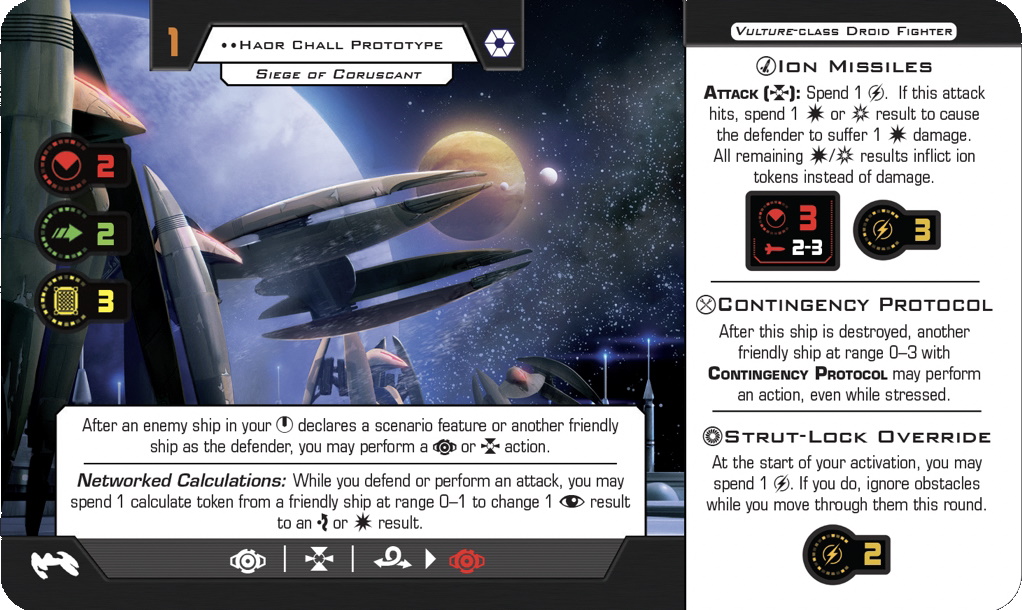 1
••Haor Chall Prototype
Siege of Coruscant
2
2
3
After an enemy ship in your declares a scenario feature or another friendly
ship as the defender, you may perform a or action.
Networked Calculations: While you defend or perform an attack, you may
spend 1 calculate token from a friendly ship at range 0–1 to change 1 result
to an or result.
Vulture-class Droid Fighter
Ion Missiles
Attack ( ): Spend 1 . If this attack
hits, spend 1 or result to cause
the defender to suffer 1 damage.
All remaining / results inflict ion
tokens instead of damage.
3
2-3
3
Contingency Protocol
After this ship is destroyed, another
friendly ship at range 0–3 with
Contingency Protocol may perform
an action, even while stressed.
Strut-Lock Override
At the start of your activation, you may
spend 1 . If you do, ignore obstacles
while you move through them this round.
2